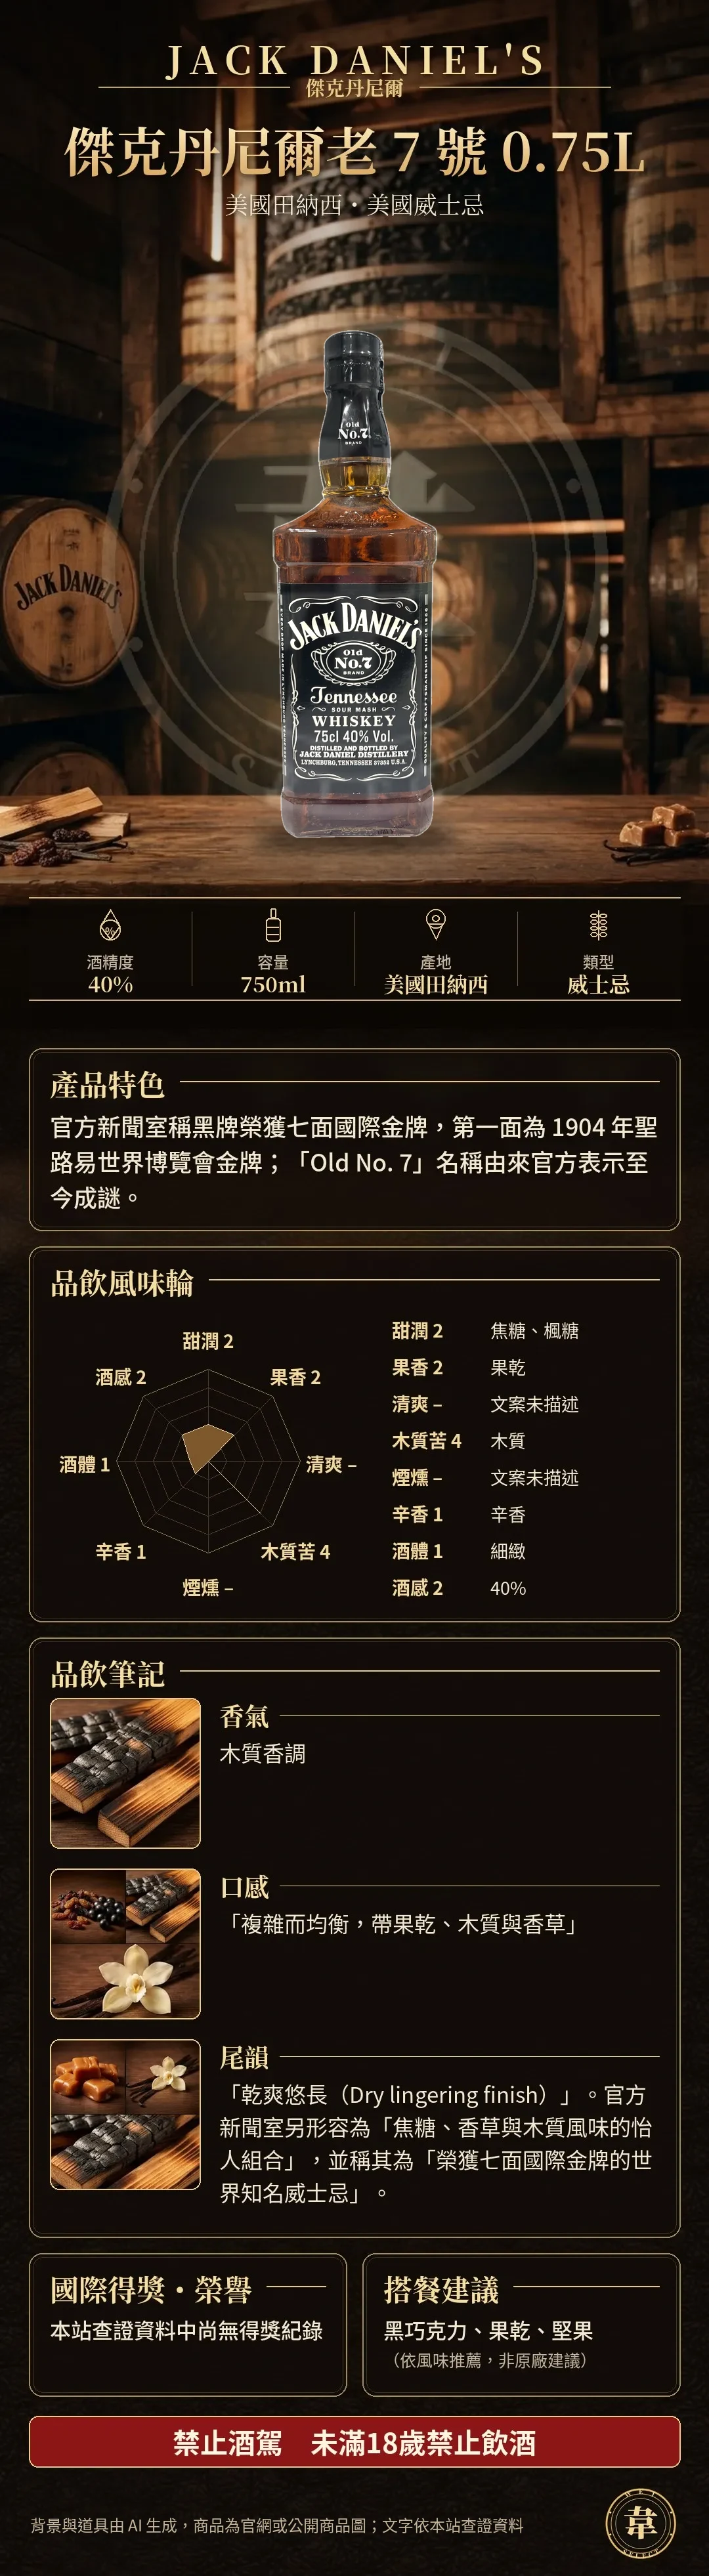 JACK DANIEL'S
傑克丹尼爾
傑克丹尼爾老 7 號 0.75L
美國田納西・美國威士忌
Old
No.7
BRAND
JACK DANIEL'S
JACK DANIEL'S
Old
No.7
BRAND
Tennessee
SOUR MASH
WHISKEY
75cl 40% Vol.
DISTILLED AND BOTTLED BY
JACK DANIEL DISTILLERY
LYNCHBURG, TENNESSEE 37352 U.S.A.
酒精度
40%
容量
750ml
產地
美國田納西
類型
威士忌
產品特色
官方新聞室稱黑牌榮獲七面國際金牌，第一面為 1904 年聖
路易世界博覽會金牌；「Old No. 7」名稱由來官方表示至
今成謎。
品飲風味輪
甜潤 2
酒感 2
果香 2
酒體 1
清爽 –
辛香 1
木質苦 4
煙燻 –
甜潤 2 焦糖、楓糖
果香 2 果乾
清爽 – 文案未描述
木質苦 4 木質
煙燻 – 文案未描述
辛香 1 辛香
酒體 1 細緻
酒感 2 40%
品飲筆記
香氣
木質香調
口感
「複雜而均衡，帶果乾、木質與香草」
尾韻
「乾爽悠長（Dry lingering finish）」。官方
新聞室另形容為「焦糖、香草與木質風味的怡
人組合」，並稱其為「榮獲七面國際金牌的世
界知名威士忌」。
國際得獎・榮譽
本站查證資料中尚無得獎紀錄
搭餐建議
黑巧克力、果乾、堅果
（依風味推薦，非原廠建議）
禁止酒駕 未滿18歲禁止飲酒
背景與道具由 AI 生成，商品為官網或公開商品圖；文字依本站查證資料
韋